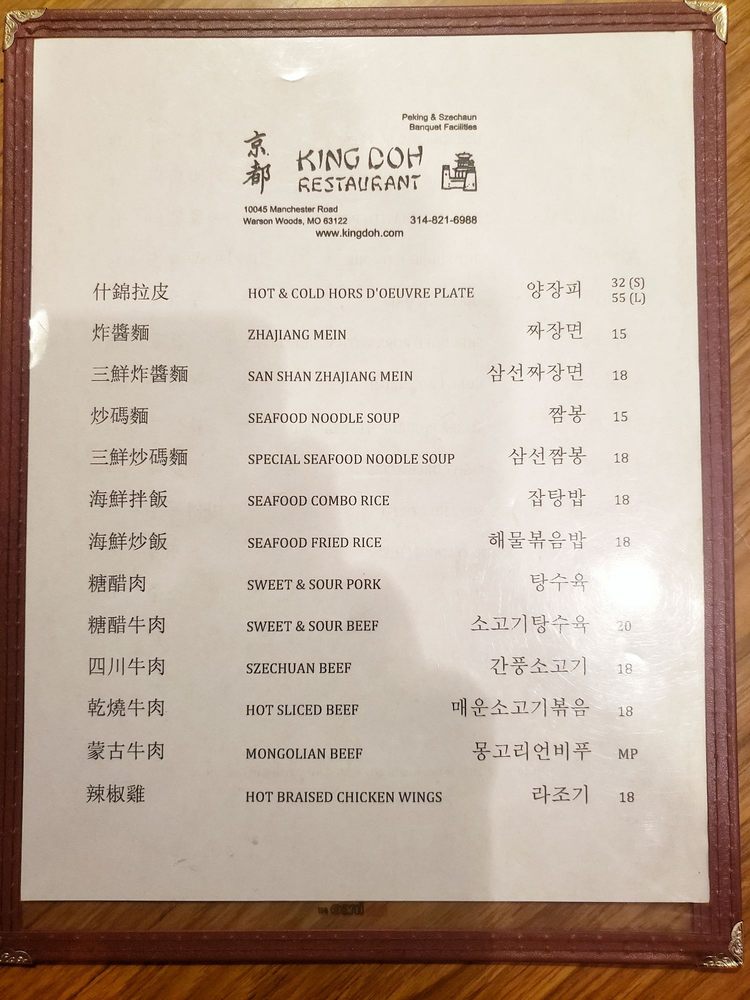 Peking & Szechaun
Banquet Facilities
京都 KING DOH
RESTAURANT
10045 Manchester Road
Warson Woods, MO 63122 314-821-6988
www.kingdoh.com
什錦拉皮 HOT & COLD HORS D'OEUVRE PLATE 양장피 32 (S)
55 (L)
炸醬麵 ZHAJIANG MEIN 짜장면 15
三鮮炸醬麵 SAN SHAN ZHAJIANG MEIN 삼선짜장면 18
炒碼麵 SEAFOOD NOODLE SOUP 짬봉 15
三鮮炒碼麵 SPECIAL SEAFOOD NOODLE SOUP 삼선짬봉 18
海鮮拌飯 SEAFOOD COMBO RICE 잡탕밥 18
海鮮炒飯 SEAFOOD FRIED RICE 해물볶음밥 18
糖醋肉 SWEET & SOUR PORK 탕수육
糖醋牛肉 SWEET & SOUR BEEF 소고기탕수육 20
四川牛肉 SZECHUAN BEEF 간풍소고기 18
乾燒牛肉 HOT SLICED BEEF 매운소고기볶음 18
蒙古牛肉 MONGOLIAN BEEF 몽고리언비푸 MP
辣椒雞 HOT BRAISED CHICKEN WINGS 라조기 18